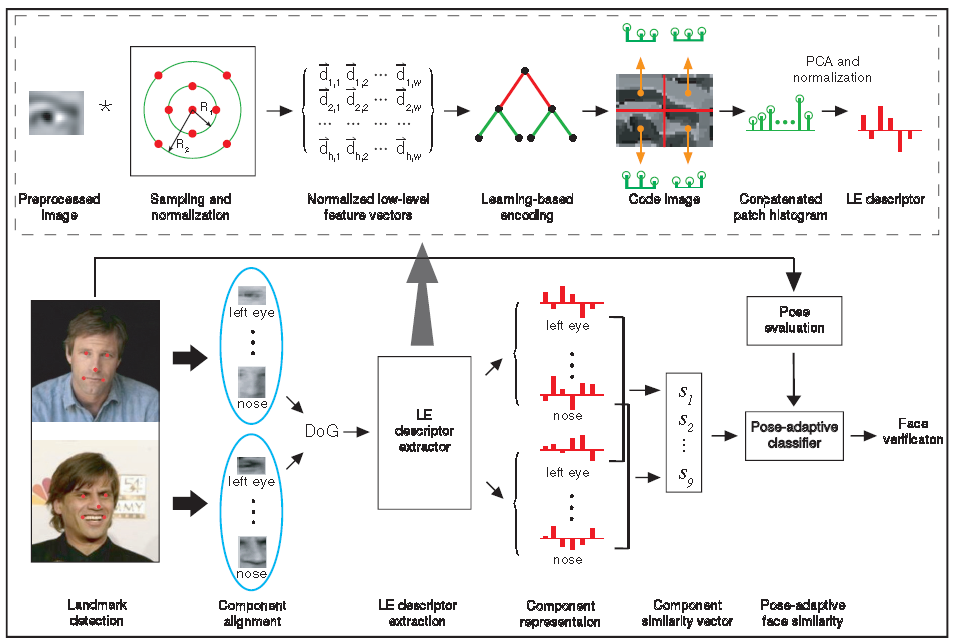 PCA and
normalization
*
R1
R2
d1,1 d1,2 ... d1,w
d2,1 d2,2 ... d2,w
... ... ... ...
dh,1 dh,2 ... dh,w
Preprocessed
image
Sampling and
normalization
Normalized low-level
feature vectors
Learning-based
encoding
Code image
Concatenated
patch histogram
LE descriptor
left eye
nose
DoG
left eye
nose
LE
descriptor
extractor
left eye
nose
left eye
nose
s1
s2
⋮
s9
Pose
evaluation
Pose-adaptive
classifier
Face
verificaton
Landmark
detection
Component
alignment
LE descriptor
extraction
Component
representaion
Component
similarity vector
Pose-adaptive
face similarity